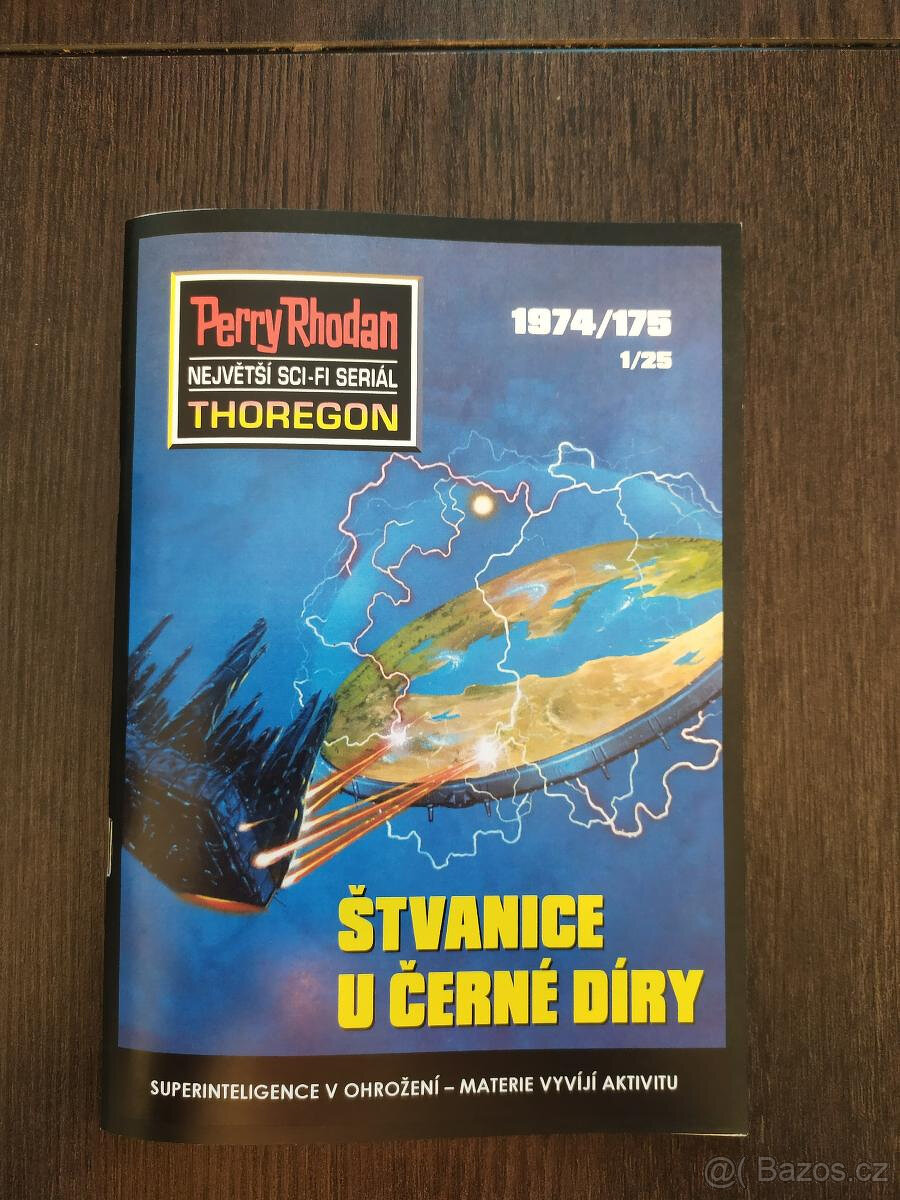 Perry Rhodan
NEJVĚTŠÍ SCI-FI SERIÁL
THOREGON
1974/175
1/25
ŠTVANICE
U ČERNÉ DÍRY
SUPERINTELIGENCE V OHROŽENÍ – MATERIE VYVÍJÍ AKTIVITU
@( Bazos.cz